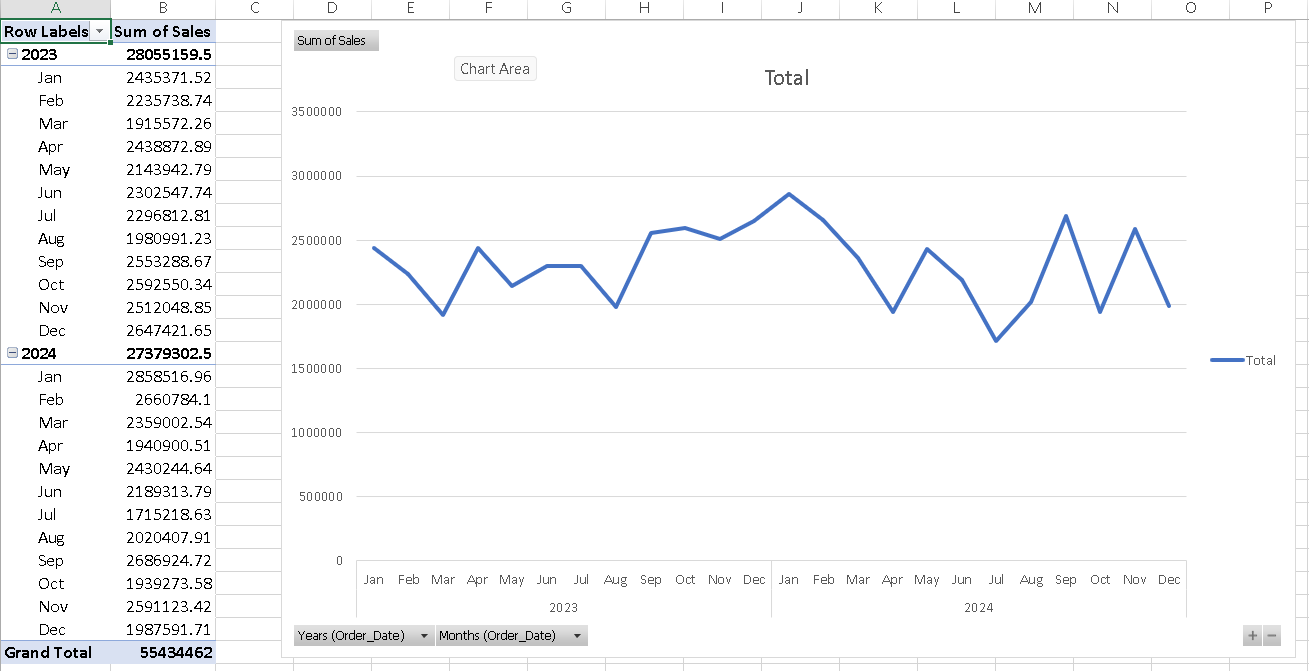 A B C D E F G H I J K L M N O P
Row Labels Sum of Sales
2023 28055159.5
Jan 2435371.52
Feb 2235738.74
Mar 1915572.26
Apr 2438872.89
May 2143942.79
Jun 2302547.74
Jul 2296812.81
Aug 1980991.23
Sep 2553288.67
Oct 2592550.34
Nov 2512048.85
Dec 2647421.65
2024 27379302.5
Jan 2858516.96
Feb 2660784.1
Mar 2359002.54
Apr 1940900.51
May 2430244.64
Jun 2189313.79
Jul 1715218.63
Aug 2020407.91
Sep 2686924.72
Oct 1939273.58
Nov 2591123.42
Dec 1987591.71
Grand Total 55434462
Sum of Sales
Chart Area
Total
3500000
3000000
2500000
2000000
1500000
1000000
500000
0
Jan Feb Mar Apr May Jun Jul Aug Sep Oct Nov Dec Jan Feb Mar Apr May Jun Jul Aug Sep Oct Nov Dec
2023 2024
Total
Years (Order_Date) Months (Order_Date)